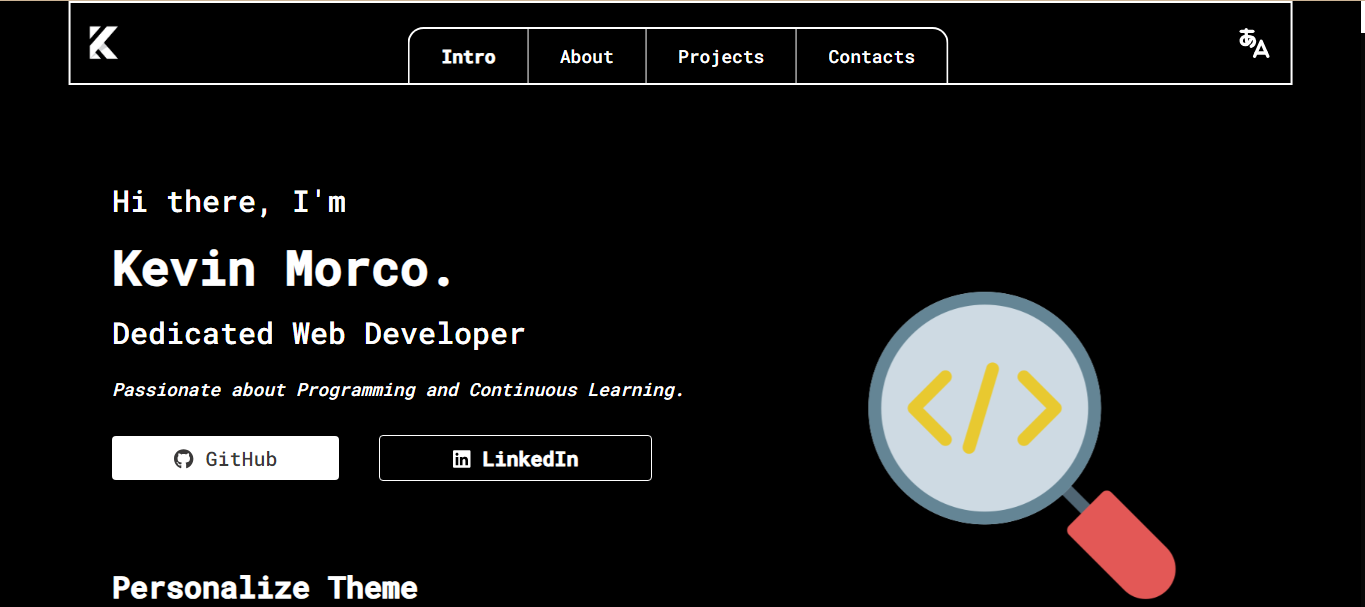 K
Intro About Projects Contacts
あA
Hi there, I'm
Kevin Morco.
Dedicated Web Developer
Passionate about Programming and Continuous Learning.
GitHub in LinkedIn
</>
Personalize Theme